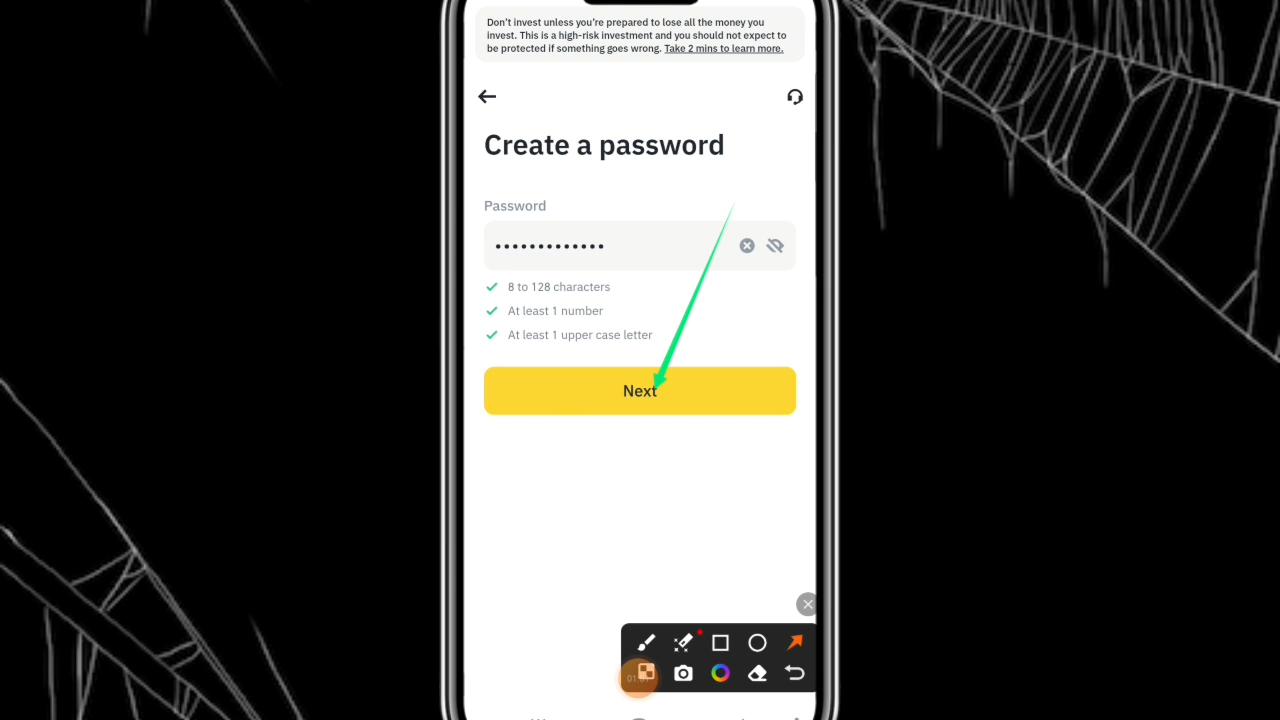 Don't invest unless you're prepared to lose all the money you
invest. This is a high-risk investment and you should not expect to
be protected if something goes wrong. Take 2 mins to learn more.
Create a password
Password
•••••••••••••
8 to 128 characters
At least 1 number
At least 1 upper case letter
Next